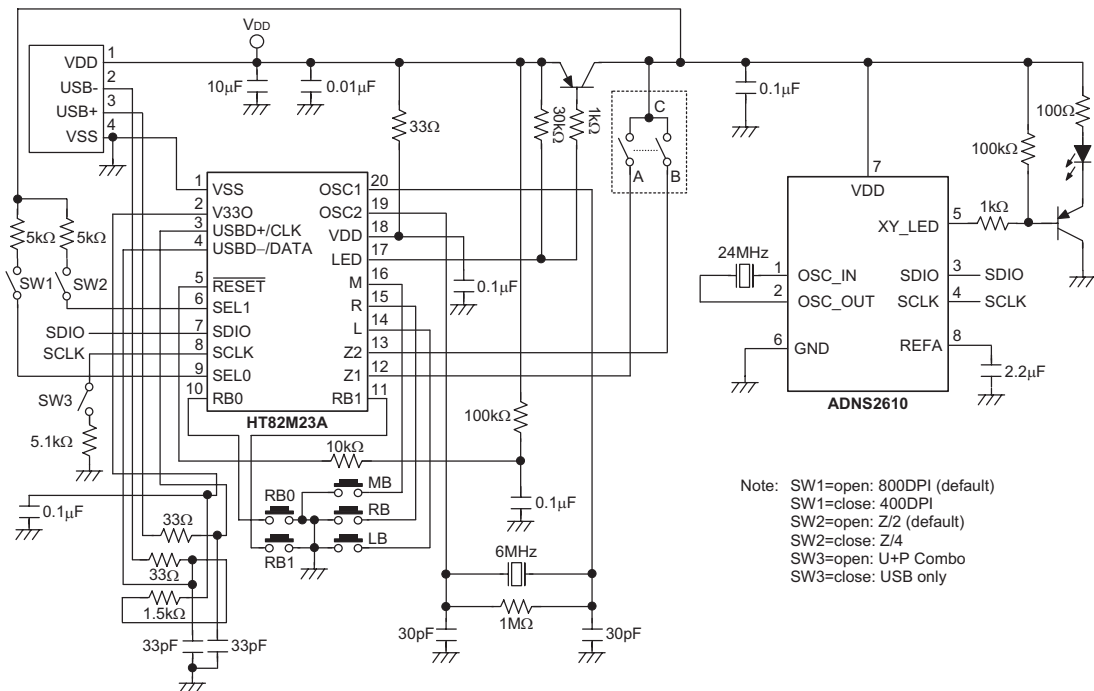 VDD
10μF
0.01μF
VDD 1
USB- 2
USB+ 3
VSS 4
33Ω
30kΩ
1kΩ
C
A
B
0.1μF
100Ω
100kΩ
5kΩ
5kΩ
SW1
SW2
SW3
5.1kΩ
SDIO
SCLK
1 VSS
2 V33O
3 USBD+/CLK
4 USBD–/DATA
5 RESET
6 SEL1
7 SDIO
8 SCLK
9 SEL0
10 RB0
OSC1 20
OSC2 19
VDD 18
LED 17
M 16
R 15
L 14
Z2 13
Z1 12
RB1 11
HT82M23A
0.1μF
100kΩ
10kΩ
0.1μF
0.1μF
33Ω
33Ω
1.5kΩ
33pF
33pF
RB0
RB1
MB
RB
LB
6MHz
1MΩ
30pF
30pF
7
VDD
XY_LED 5
1kΩ
24MHz
1 OSC_IN
2 OSC_OUT
SDIO 3 SDIO
SCLK 4 SCLK
6 GND
REFA 8
2.2μF
ADNS2610
Note: SW1=open: 800DPI (default)
SW1=close: 400DPI
SW2=open: Z/2 (default)
SW2=close: Z/4
SW3=open: U+P Combo
SW3=close: USB only